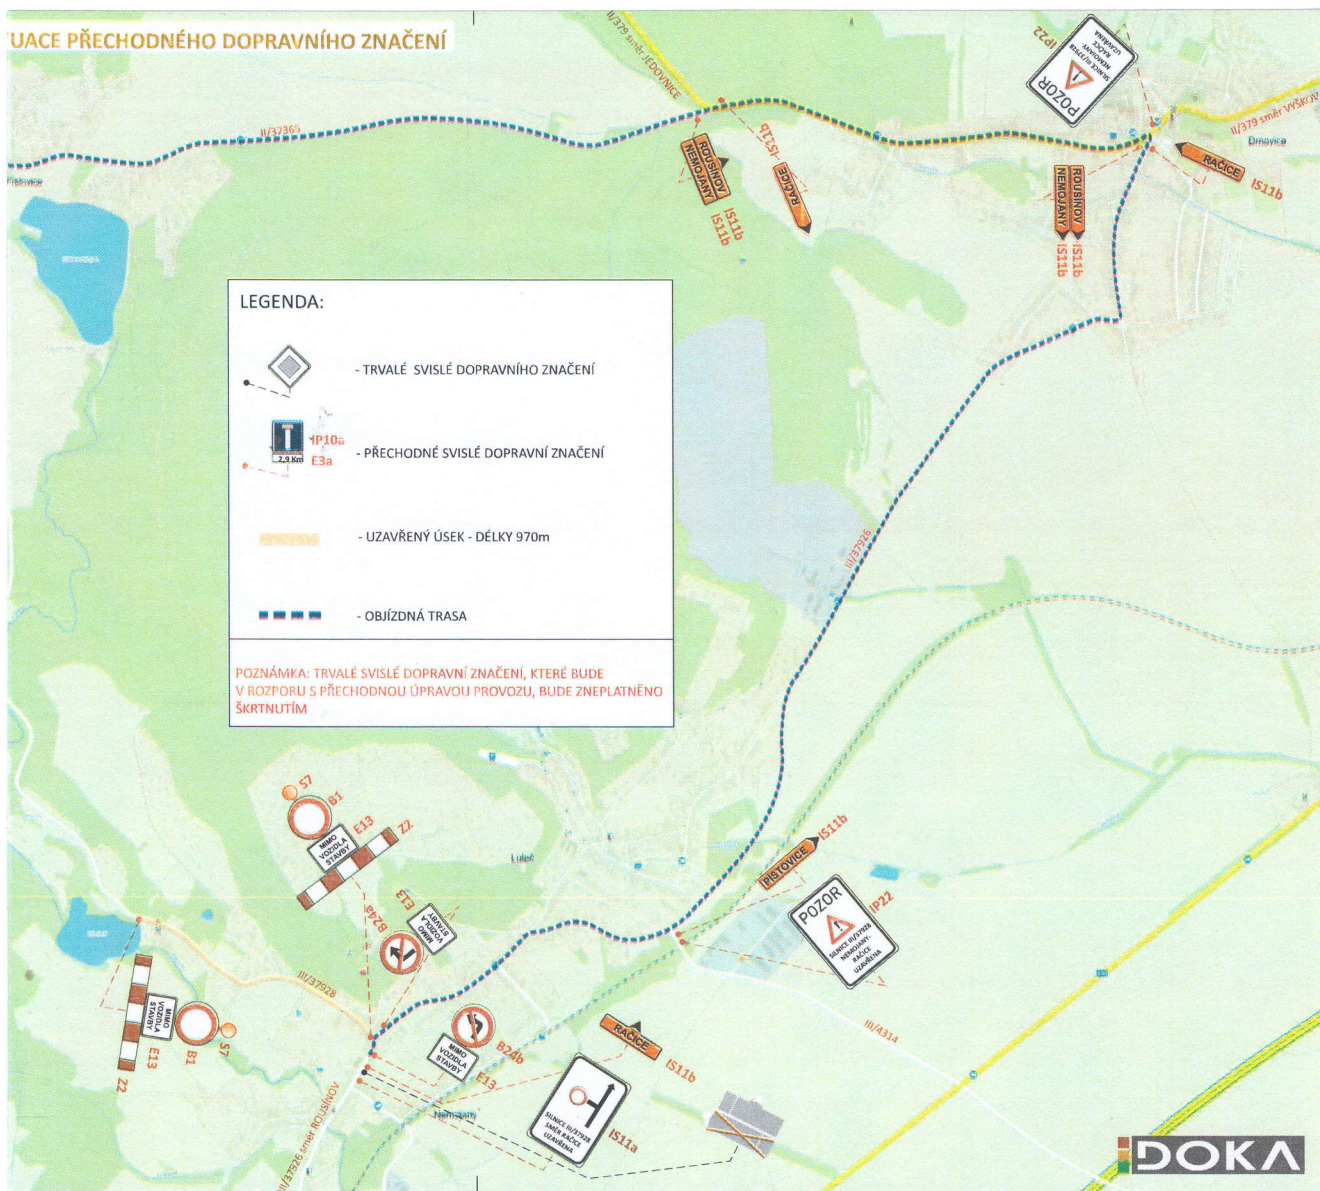 UACE PŘECHODNÉHO DOPRAVNÍHO ZNAČENÍ
II/379 směr JEDOVNICE
IP22
POZOR
SILNICE III/37928
NEMOJANY-
RAČICE
UZAVŘENA
II/379 směr VYŠKOV
Drnovice
II/37365
IS11b
RAČICE
ROUSÍNOV
NEMOJANY
IS11b
IS11b
RAČICE
IS11b
ROUSÍNOV
NEMOJANY
IS11b
IS11b
LEGENDA:
- TRVALÉ SVISLÉ DOPRAVNÍHO ZNAČENÍ
IP10a
2,9 Km
E3a
- PŘECHODNÉ SVISLÉ DOPRAVNÍ ZNAČENÍ
- UZAVŘENÝ ÚSEK - DÉLKY 970m
- OBJÍZDNÁ TRASA
POZNÁMKA: TRVALÉ SVISLÉ DOPRAVNÍ ZNAČENÍ, KTERÉ BUDE
V ROZPORU S PŘECHODNOU ÚPRAVOU PROVOZU, BUDE ZNEPLATNĚNO
ŠKRTNUTÍM
III/37926
S7
B1
E13
Z2
MIMO
VOZIDLA
STAVBY
Luleč
PÍSTOVICE
IS11b
B24a
E13
MIMO
VOZIDLA
STAVBY
POZOR
SILNICE III/37928
NEMOJANY-
RAČICE
UZAVŘENA
IP22
III/37928
MIMO
VOZIDLA
STAVBY
Z2
E13
B1
S7
B24b
MIMO
VOZIDLA
STAVBY
E13
RAČICE
IS11b
III/4314
SILNICE III/37928
SMĚR RAČICE
UZAVŘENA
IS11a
Nemojany
III/37926 směr ROUSÍNOV
DOKA